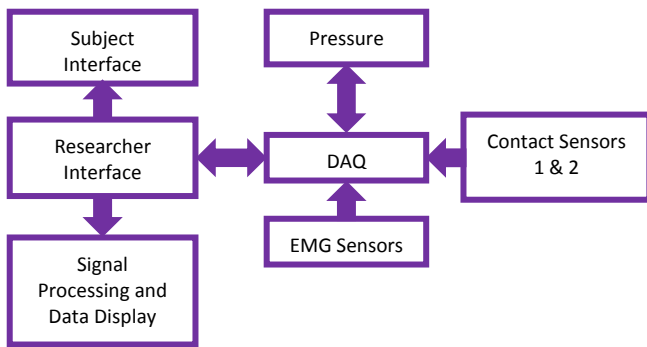 Subject
Interface
Pressure
Researcher
Interface
DAQ
Contact Sensors
1 & 2
EMG Sensors
Signal
Processing and
Data Display